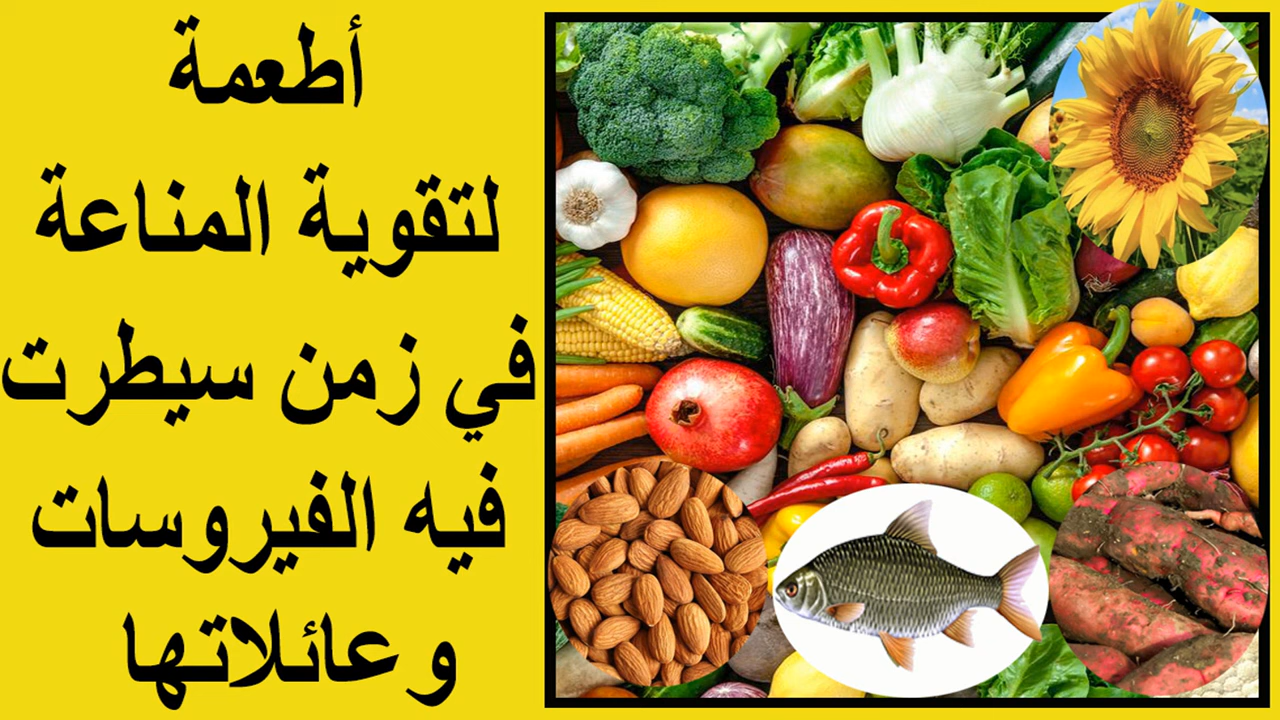 أطعمة
لتقوية المناعة
في زمن سيطرت
فيه الفيروسات
وعائلاتها